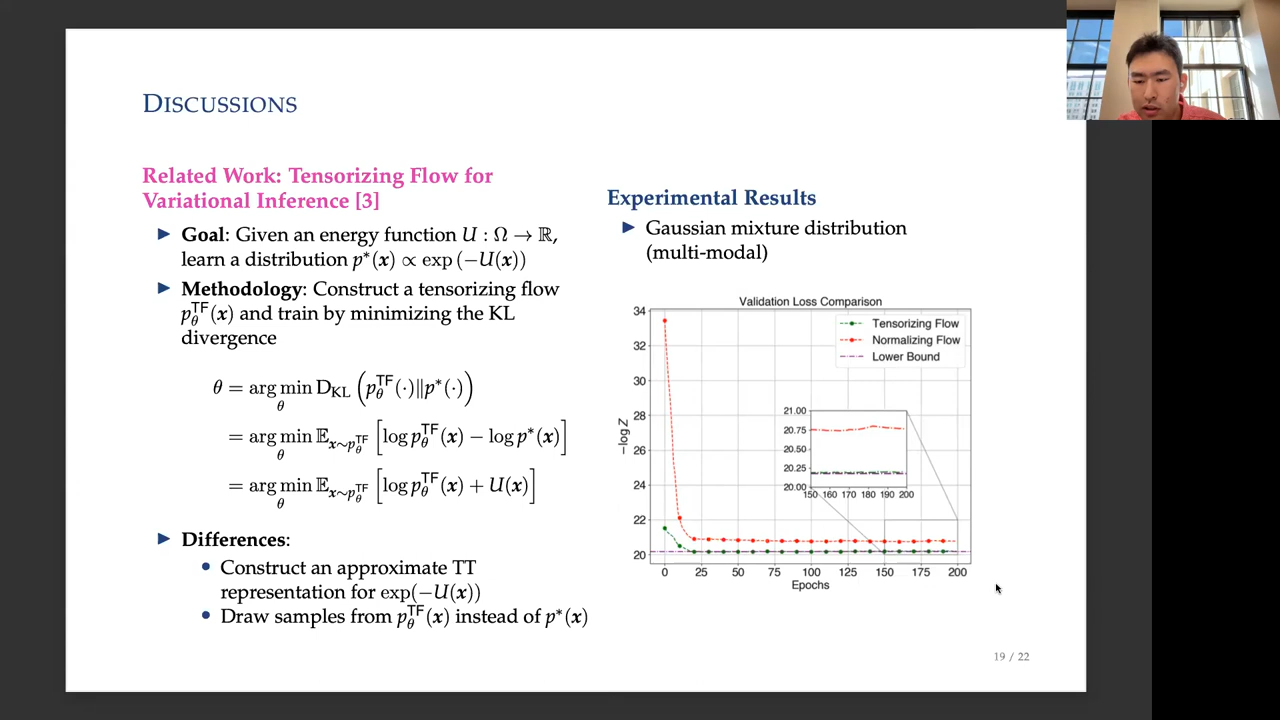 DISCUSSIONS
Related Work: Tensorizing Flow for
Variational Inference [3]
▶ Goal: Given an energy function U : Ω → ℝ,
learn a distribution p*(x) ∝ exp (−U(x))
▶ Methodology: Construct a tensorizing flow
p_θ^TF(x) and train by minimizing the KL
divergence
θ = arg min_θ D_KL (p_θ^TF(·)‖p*(·))
= arg min_θ 𝔼_{x∼p_θ^TF} [log p_θ^TF(x) − log p*(x)]
= arg min_θ 𝔼_{x∼p_θ^TF} [log p_θ^TF(x) + U(x)]
▶ Differences:
• Construct an approximate TT
representation for exp(−U(x))
• Draw samples from p_θ^TF(x) instead of p*(x)
Experimental Results
▶ Gaussian mixture distribution
(multi-modal)
Validation Loss Comparison
Tensorizing Flow
Normalizing Flow
Lower Bound
34
32
30
28
26
24
22
20
−log Z
21.00
20.75
20.50
20.25
20.00
150 160 170 180 190 200
0 25 50 75 100 125 150 175 200
Epochs
19 / 22